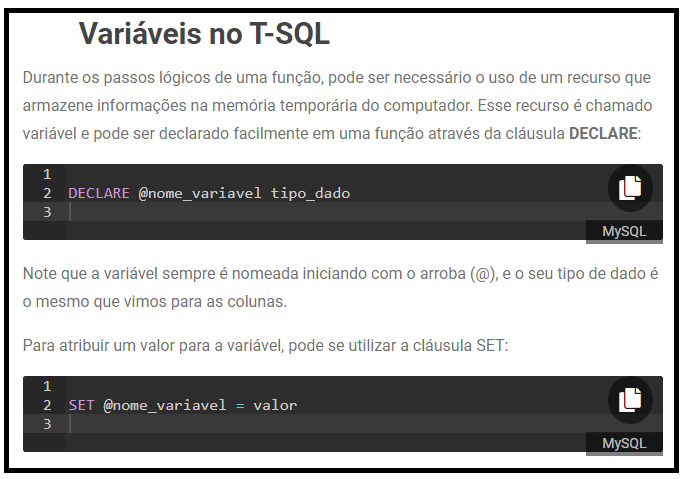 Variáveis no T-SQL
Durante os passos lógicos de uma função, pode ser necessário o uso de um recurso que
armazene informações na memória temporária do computador. Esse recurso é chamado
variável e pode ser declarado facilmente em uma função através da cláusula DECLARE:
1
2 DECLARE @nome_variavel tipo_dado
3
MySQL
Note que a variável sempre é nomeada iniciando com o arroba (@), e o seu tipo de dado é
o mesmo que vimos para as colunas.
Para atribuir um valor para a variável, pode se utilizar a cláusula SET:
1
2 SET @nome_variavel = valor
3
MySQL